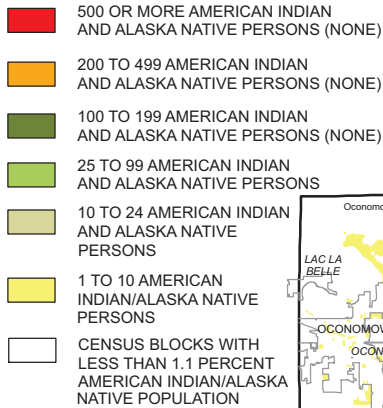 500 OR MORE AMERICAN INDIAN
AND ALASKA NATIVE PERSONS (NONE)
200 TO 499 AMERICAN INDIAN
AND ALASKA NATIVE PERSONS (NONE)
100 TO 199 AMERICAN INDIAN
AND ALASKA NATIVE PERSONS (NONE)
25 TO 99 AMERICAN INDIAN
AND ALASKA NATIVE PERSONS
10 TO 24 AMERICAN INDIAN
AND ALASKA NATIVE
PERSONS
1 TO 10 AMERICAN
INDIAN/ALASKA NATIVE
PERSONS
CENSUS BLOCKS WITH
LESS THAN 1.1 PERCENT
AMERICAN INDIAN/ALASKA
NATIVE POPULATION
Oconomo
LAC LA
BELLE
OCONOMOW
OCON